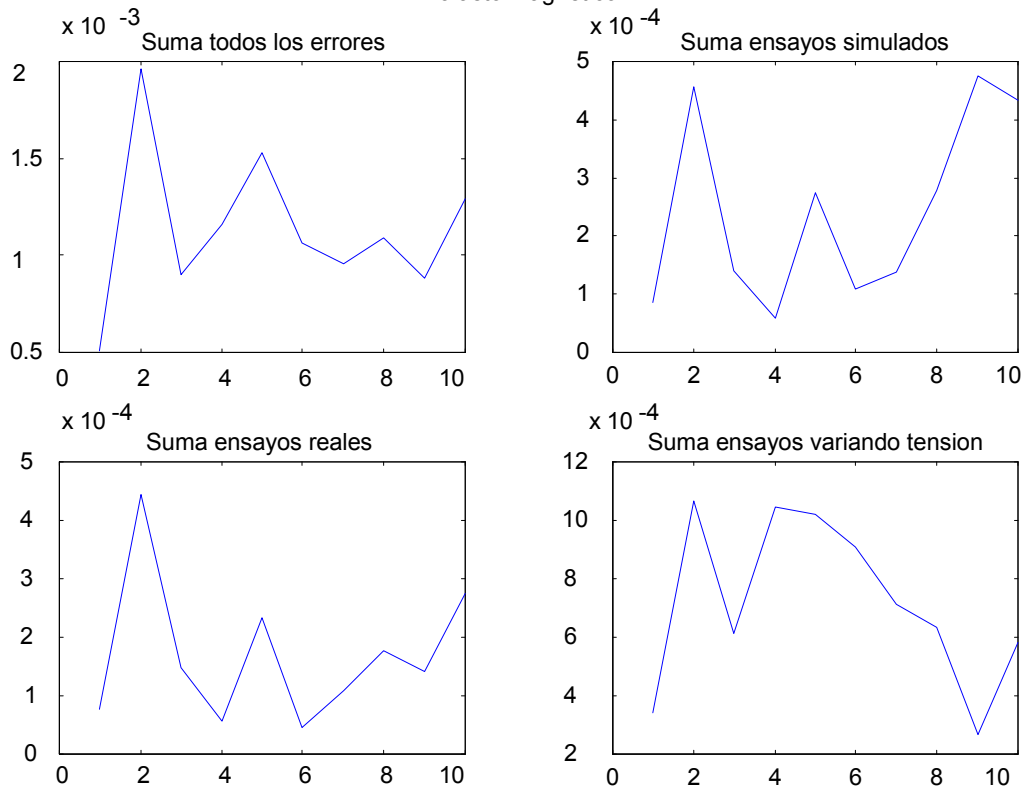 x 10 -3
Suma todos los errores
2
1.5
1
0.5
0 2 4 6 8 10
x 10 -4
Suma ensayos simulados
5
4
3
2
1
0
0 2 4 6 8 10
x 10 -4
Suma ensayos reales
5
4
3
2
1
0
0 2 4 6 8 10
x 10 -4
Suma ensayos variando tension
12
10
8
6
4
2
0 2 4 6 8 10